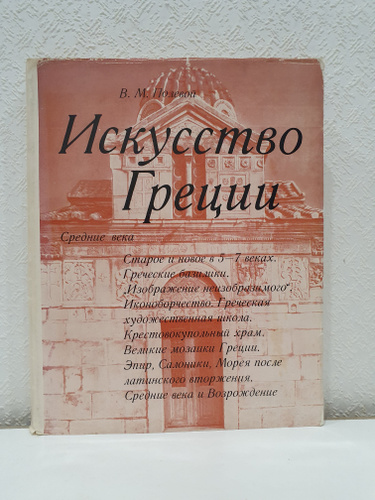 В. М. Полевой
Искусство
Греции
Средние века
Старое и новое в 5—7 веках.
Греческие базилики.
„Изображение неизобразимого“.
Иконоборчество. Греческая
художественная школа.
Крестовокупольный храм.
Великие мозаики Греции.
Эпир, Салоники, Морея после
латинского вторжения.
Средние века и Возрождение